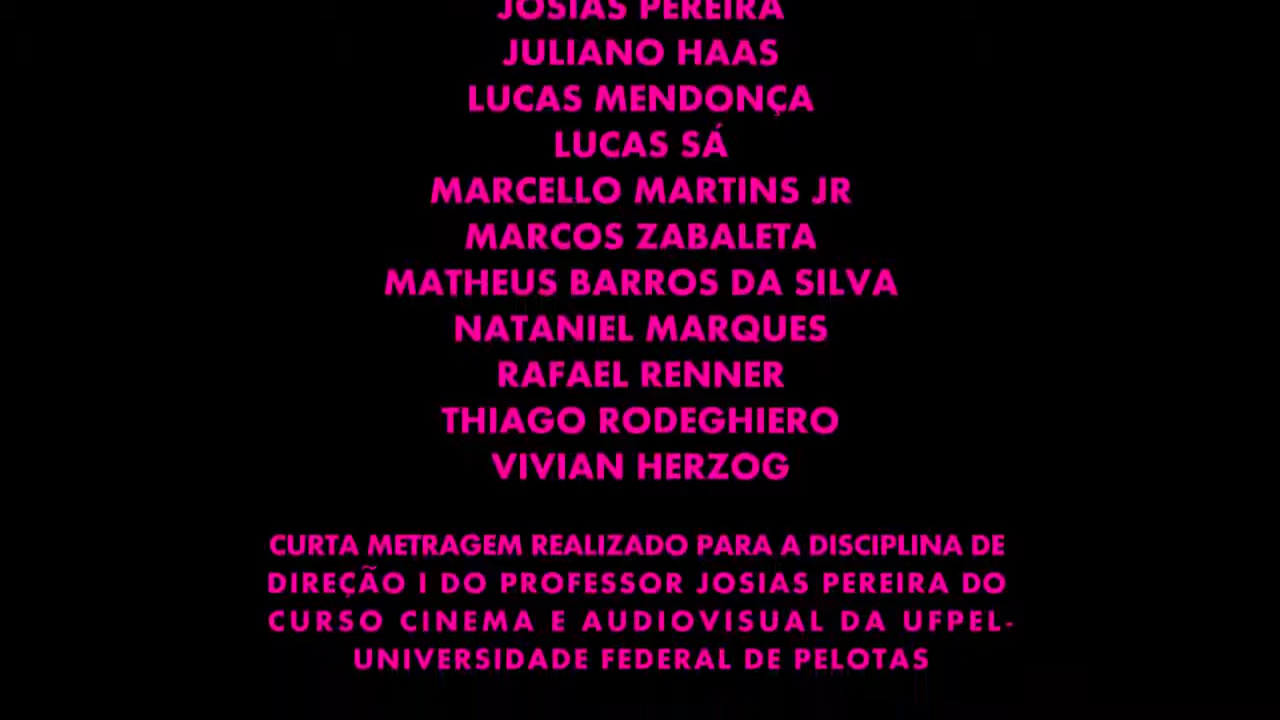 JOSIAS PEREIRA
JULIANO HAAS
LUCAS MENDONÇA
LUCAS SÁ
MARCELLO MARTINS JR
MARCOS ZABALETA
MATHEUS BARROS DA SILVA
NATANIEL MARQUES
RAFAEL RENNER
THIAGO RODEGHIERO
VIVIAN HERZOG
CURTA METRAGEM REALIZADO PARA A DISCIPLINA DE
DIREÇÃO I DO PROFESSOR JOSIAS PEREIRA DO
CURSO CINEMA E AUDIOVISUAL DA UFPEL-
UNIVERSIDADE FEDERAL DE PELOTAS